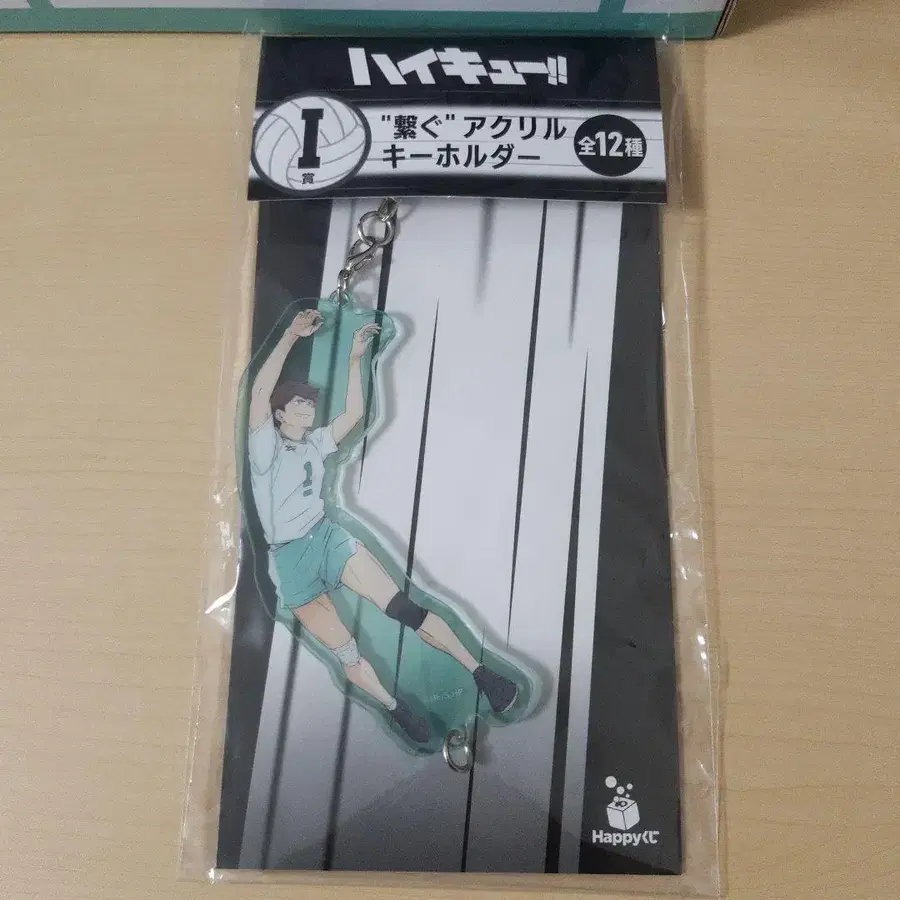 ハイキュー!!
I
賞
"繋ぐ" アクリル
キーホルダー
全12種
1
Happyくじ